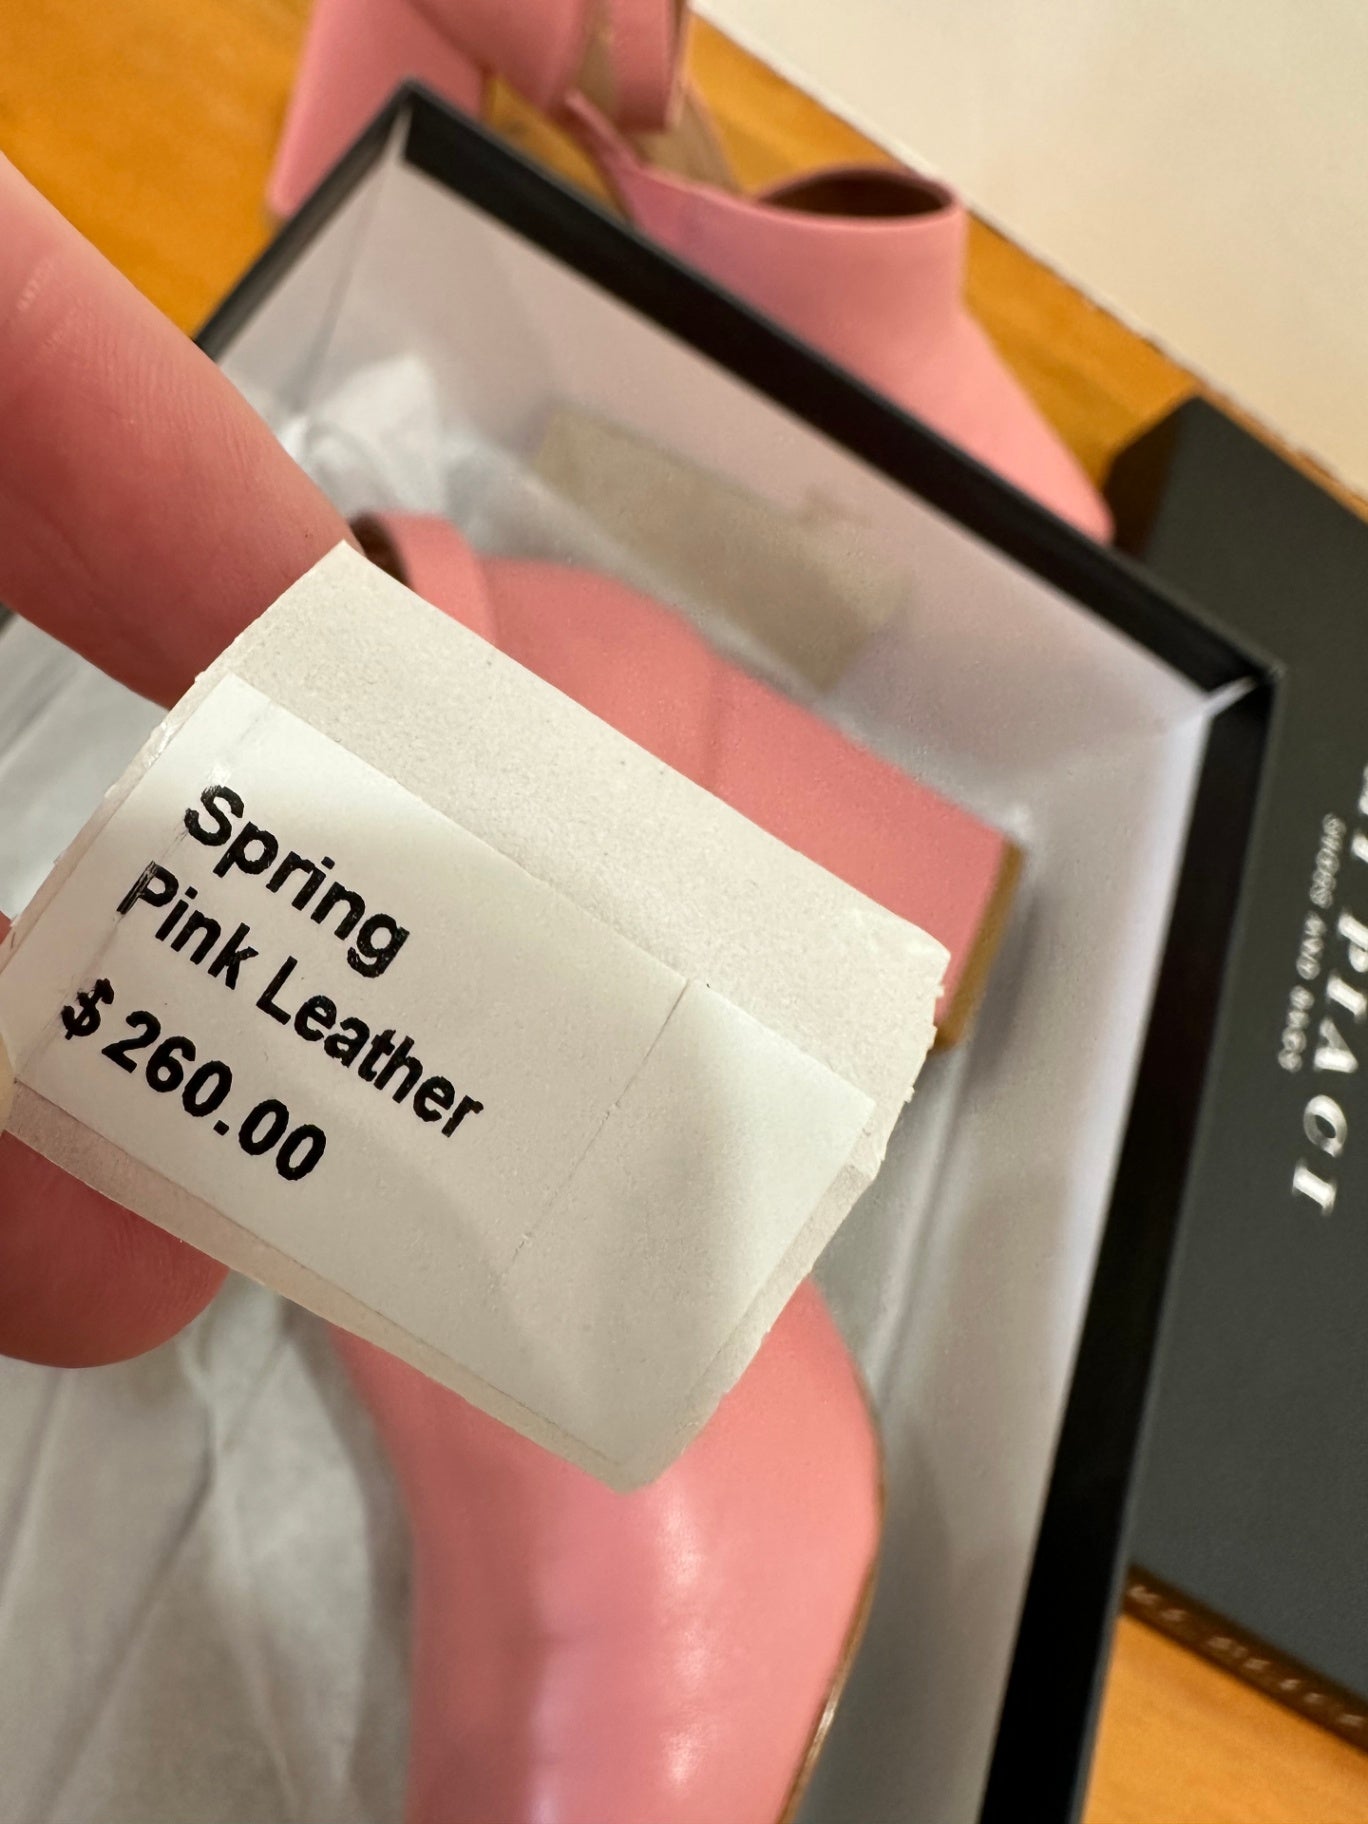 Spring
Pink Leather
$ 260.00
PIACI
SHOES AND BAGS